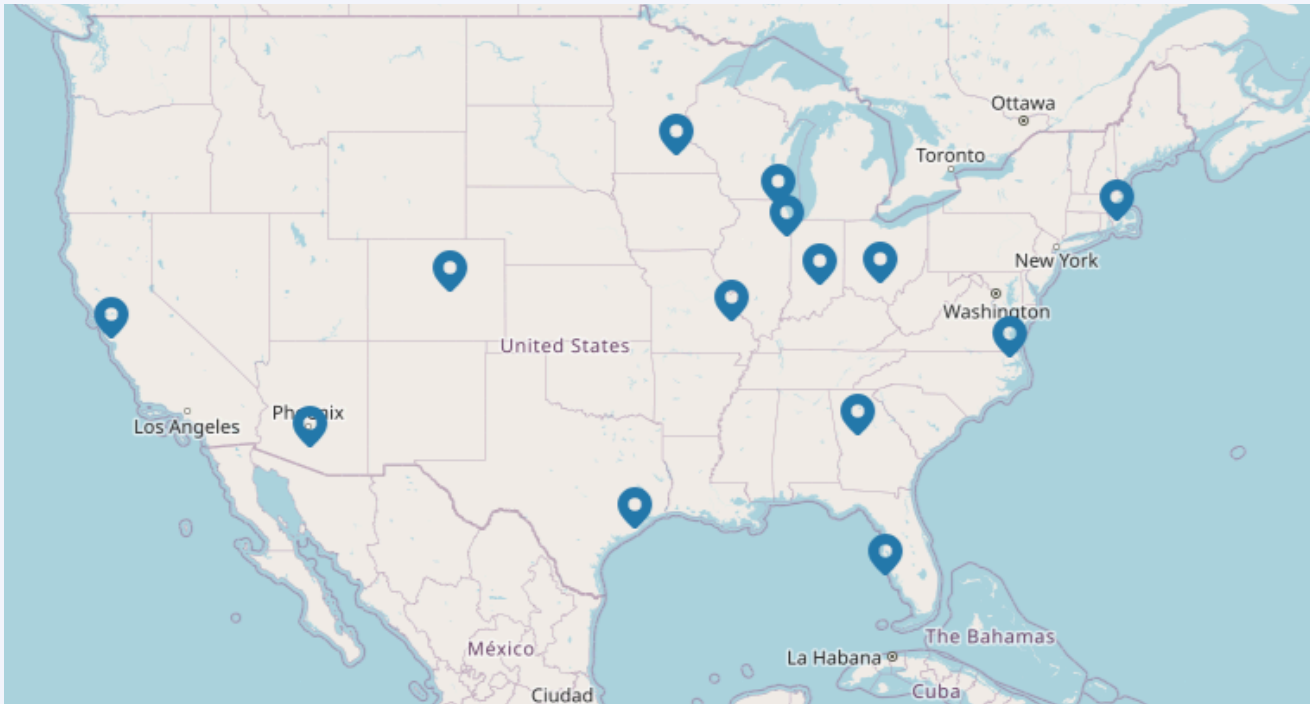 Ottawa
Toronto
New York
Washington
United States
Phoenix
Los Angeles
The Bahamas
México
La Habana
Cuba
Ciudad